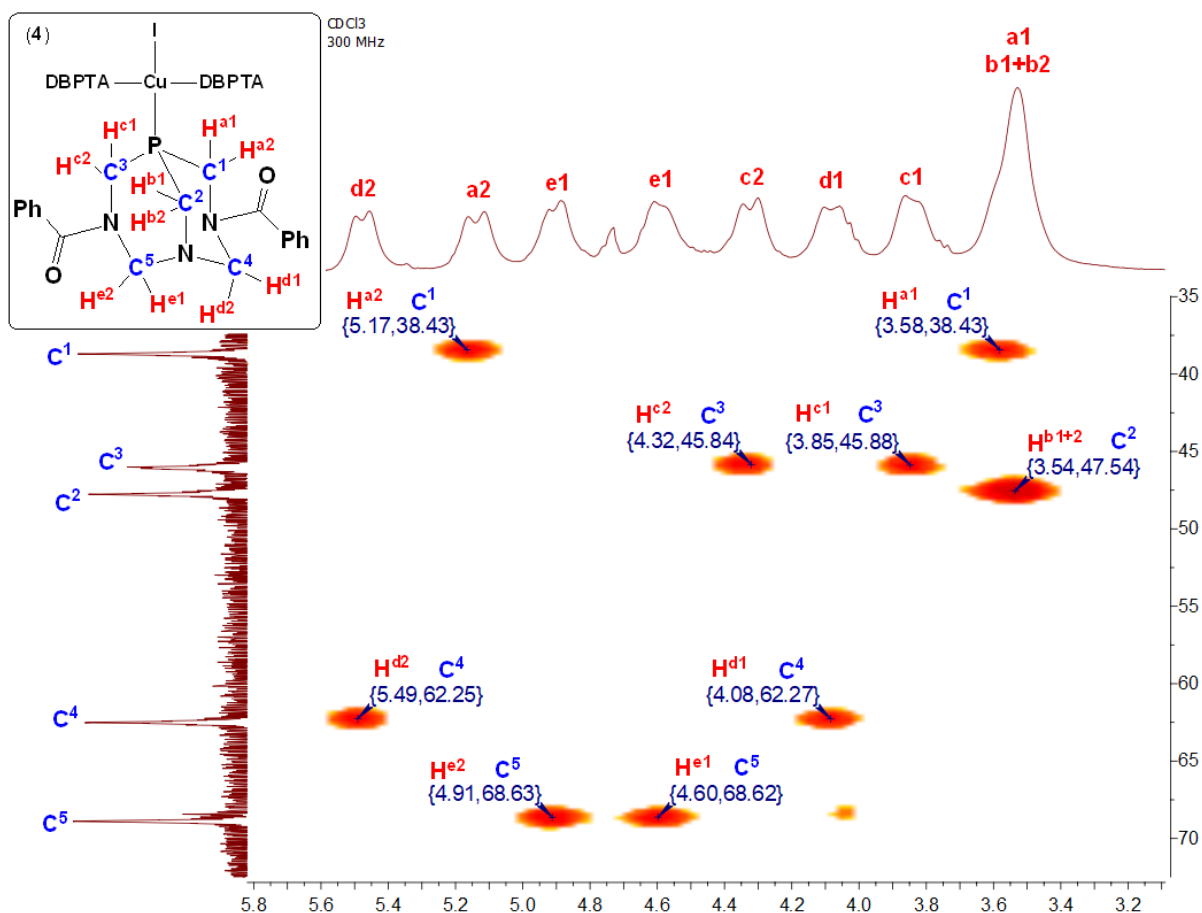 (4)
I
DBPTA Cu DBPTA
P
Hc1 Ha1
Hc2 C3 C1 Ha2
Hb1 C2 O
Hb2
Ph N N Ph
O N
C5 C4
He2 He1 Hd2 Hd1
CDCl3
300 MHz
a1
b1+b2
d2 a2 e1 e1 c2 d1 c1
Ha2 C1
{5.17,38.43}
Ha1 C1
{3.58,38.43}
Hc2 C3
{4.32,45.84}
Hc1 C3
{3.85,45.88}
Hb1+2 C2
{3.54,47.54}
Hd2 C4
{5.49,62.25}
Hd1 C4
{4.08,62.27}
He2 C5
{4.91,68.63}
He1 C5
{4.60,68.62}
C1
C3
C2
C4
C5
35
40
45
50
55
60
65
70
5.8 5.6 5.4 5.2 5.0 4.8 4.6 4.4 4.2 4.0 3.8 3.6 3.4 3.2